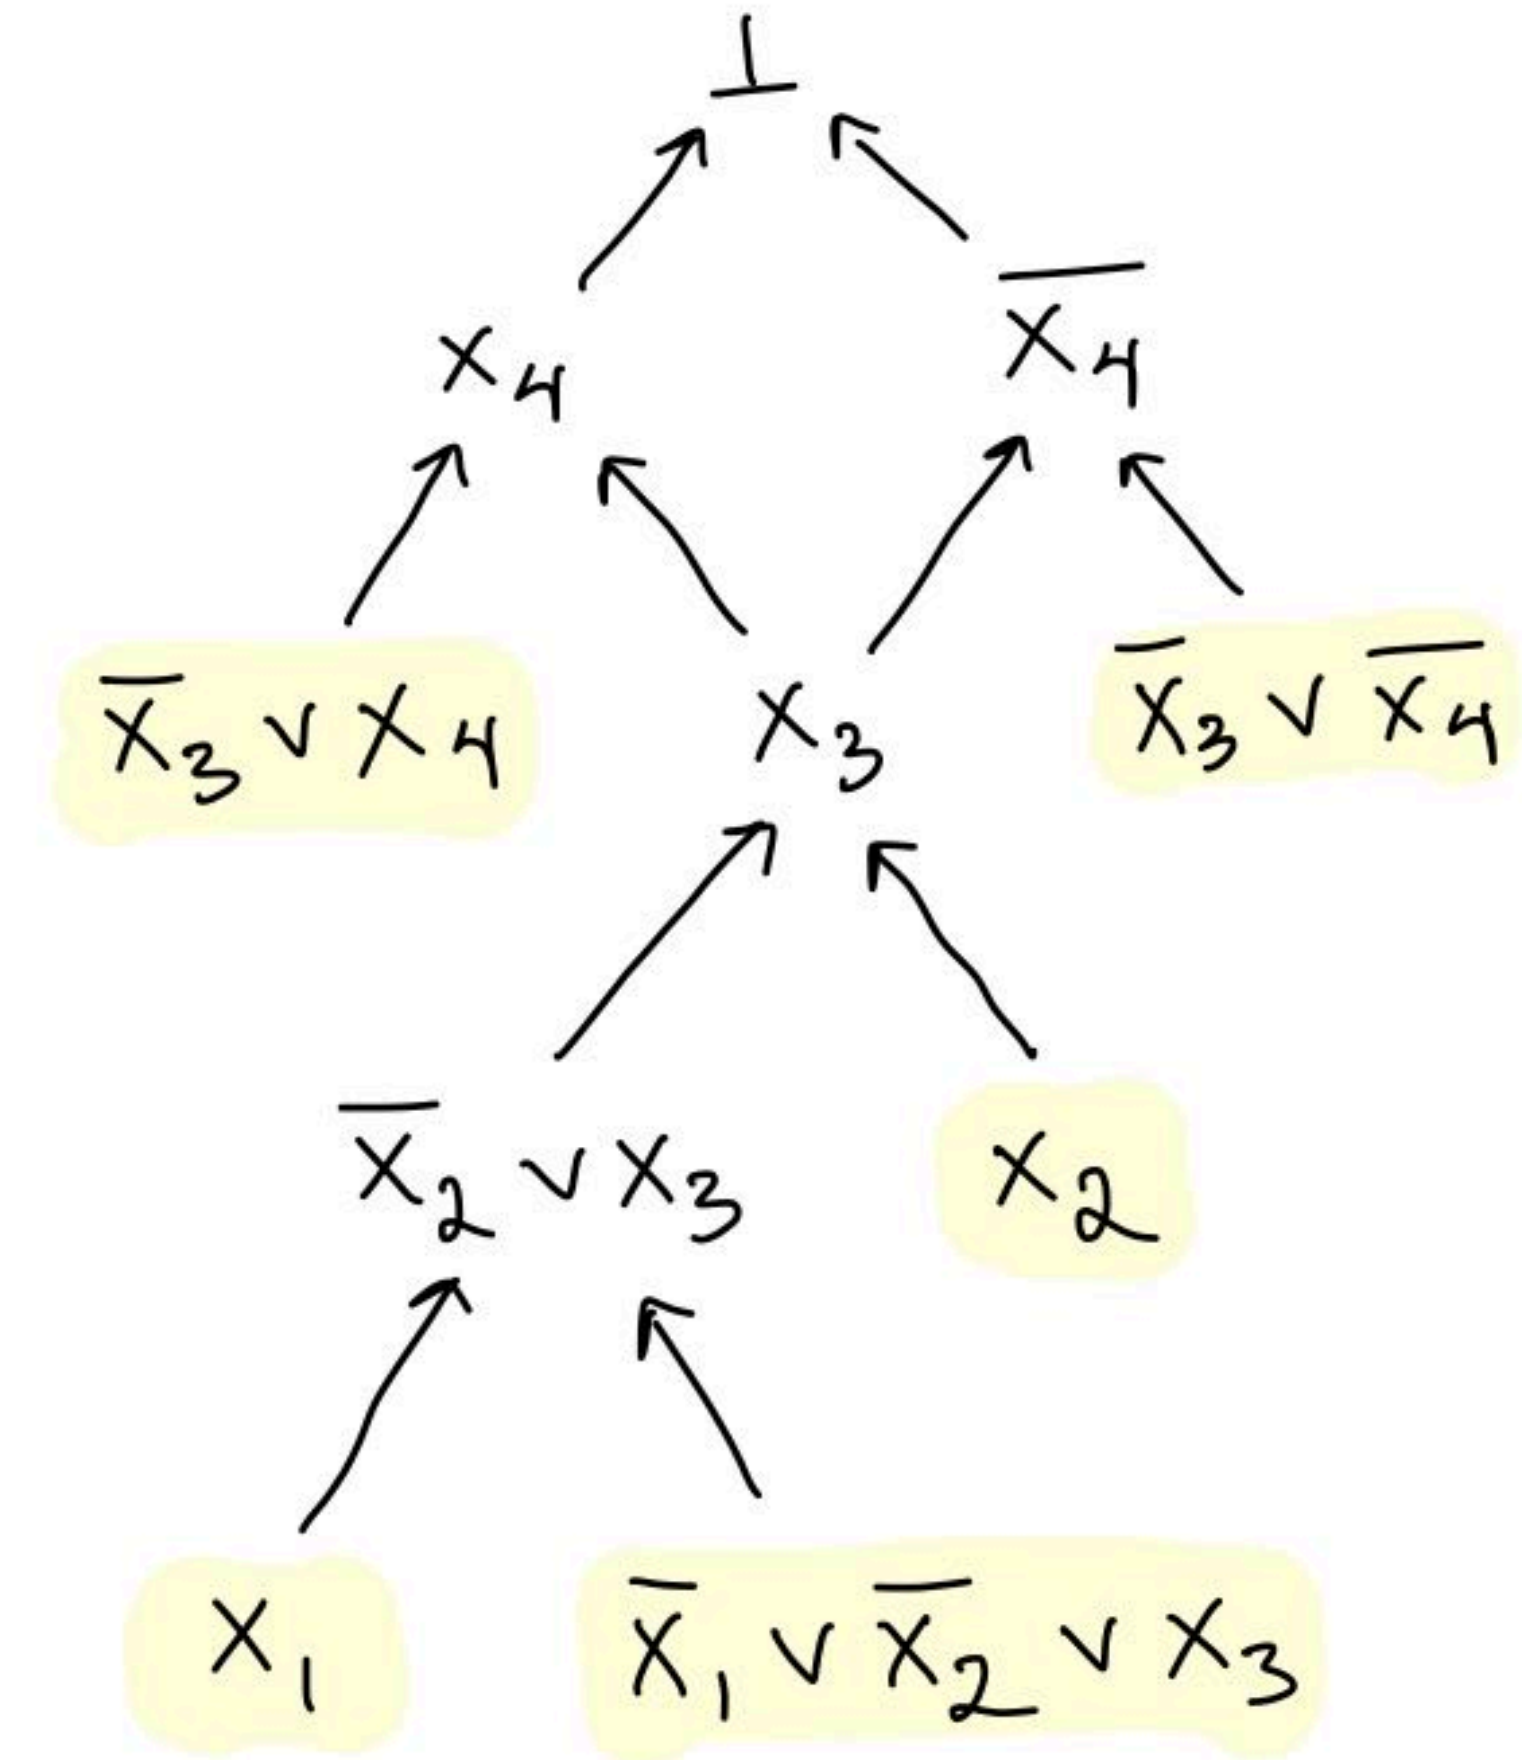 ⊥
x₄ x̅₄
x̅₃ ∨ x₄ x₃ x̅₃ ∨ x̅₄
x̅₂ ∨ x₃ x₂
x₁ x̅₁ ∨ x̅₂ ∨ x₃